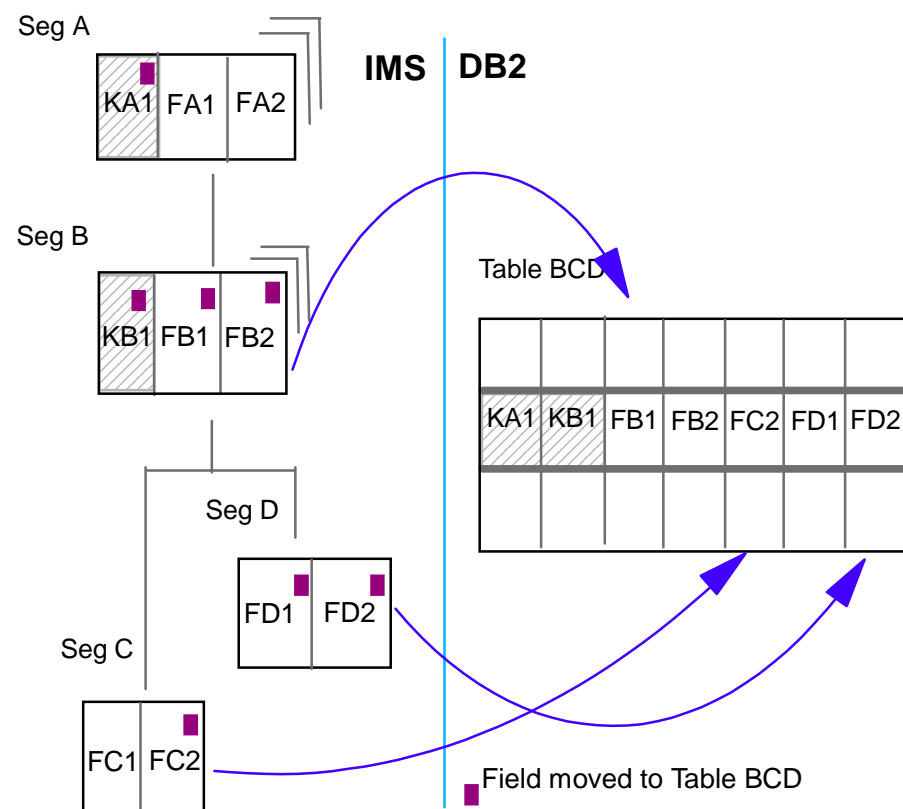 Seg A
IMS
DB2
KA1 FA1 FA2
Seg B
Table BCD
KB1 FB1 FB2
KA1 KB1 FB1 FB2 FC2 FD1 FD2
Seg D
FD1 FD2
Seg C
FC1 FC2
Field moved to Table BCD